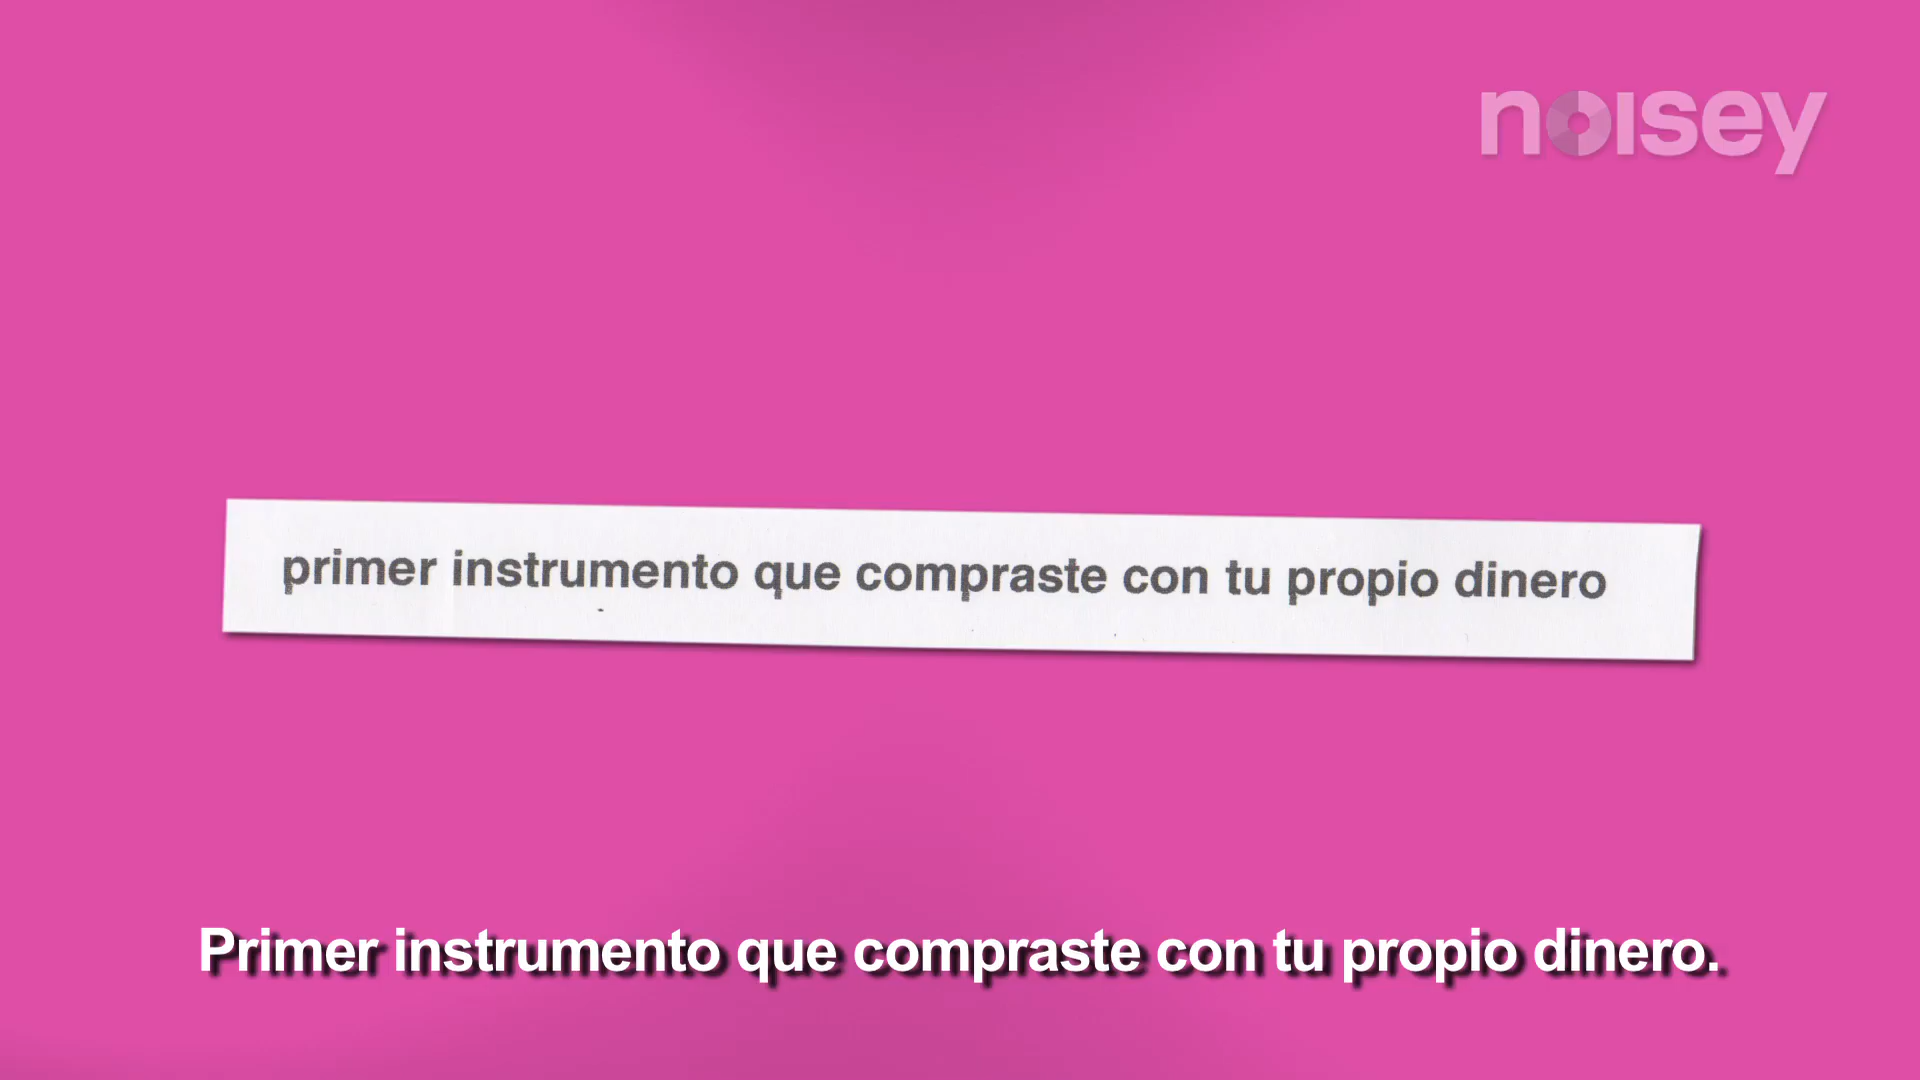 noisey
primer instrumento que compraste con tu propio dinero
Primer instrumento que compraste con tu propio dinero.